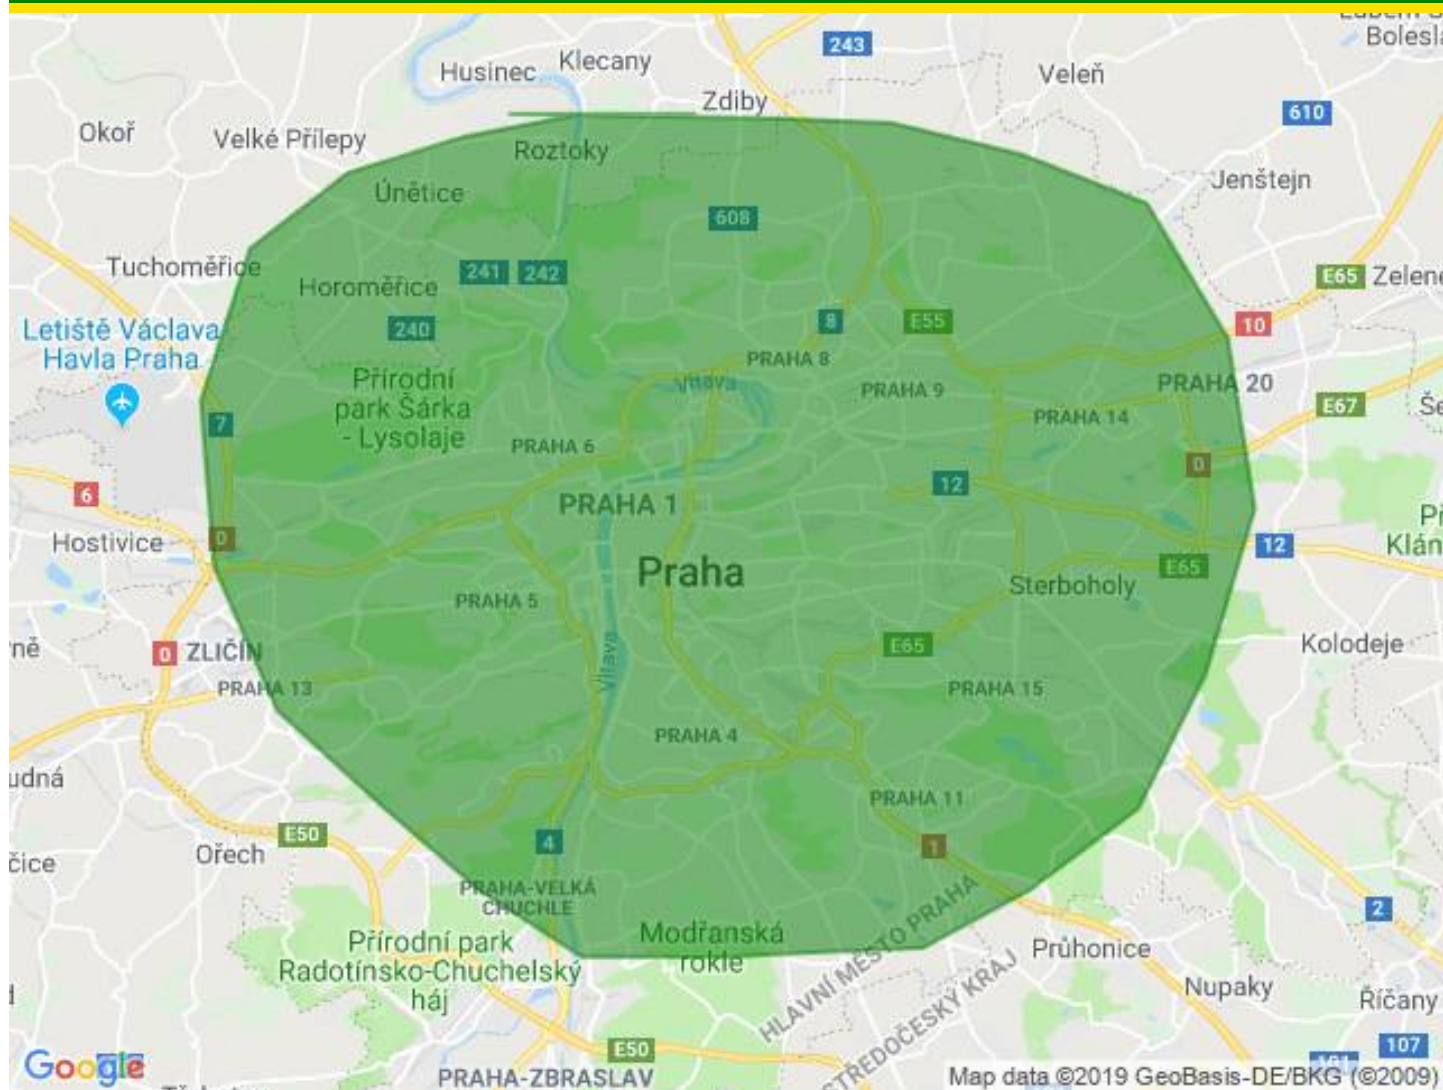 243
Klecany
Husinec
Veleň
Zdiby
610
Okoř
Velké Přílepy
Roztoky
Jenštejn
Únětice
608
Tuchoměřice
241
242
E65
Horoměřice
Letiště Václava
Havla Praha
240
8
E55
10
PRAHA 8
Přírodní
park Šárka
- Lysolaje
Vltava
PRAHA 9
PRAHA 20
E67
PRAHA 14
7
PRAHA 6
0
6
12
PRAHA 1
Hostivice
0
12
Praha
E65
Sterboholy
PRAHA 5
Vltava
E65
Kolodeje
0
ZLIČÍN
PRAHA 13
PRAHA 15
PRAHA 4
PRAHA 11
E50
Ořech
4
1
PRAHA-VELKÁ
CHUCHLE
2
Přírodní park
Radotínsko-Chuchelský
háj
Modřanská
rokle
HLAVNÍ MĚSTO PRAHA
STŘEDOČESKÝ KRAJ
Průhonice
Nupaky
Říčany
E50
107
101
Google
PRAHA-ZBRASLAV
Map data ©2019 GeoBasis-DE/BKG (©2009)